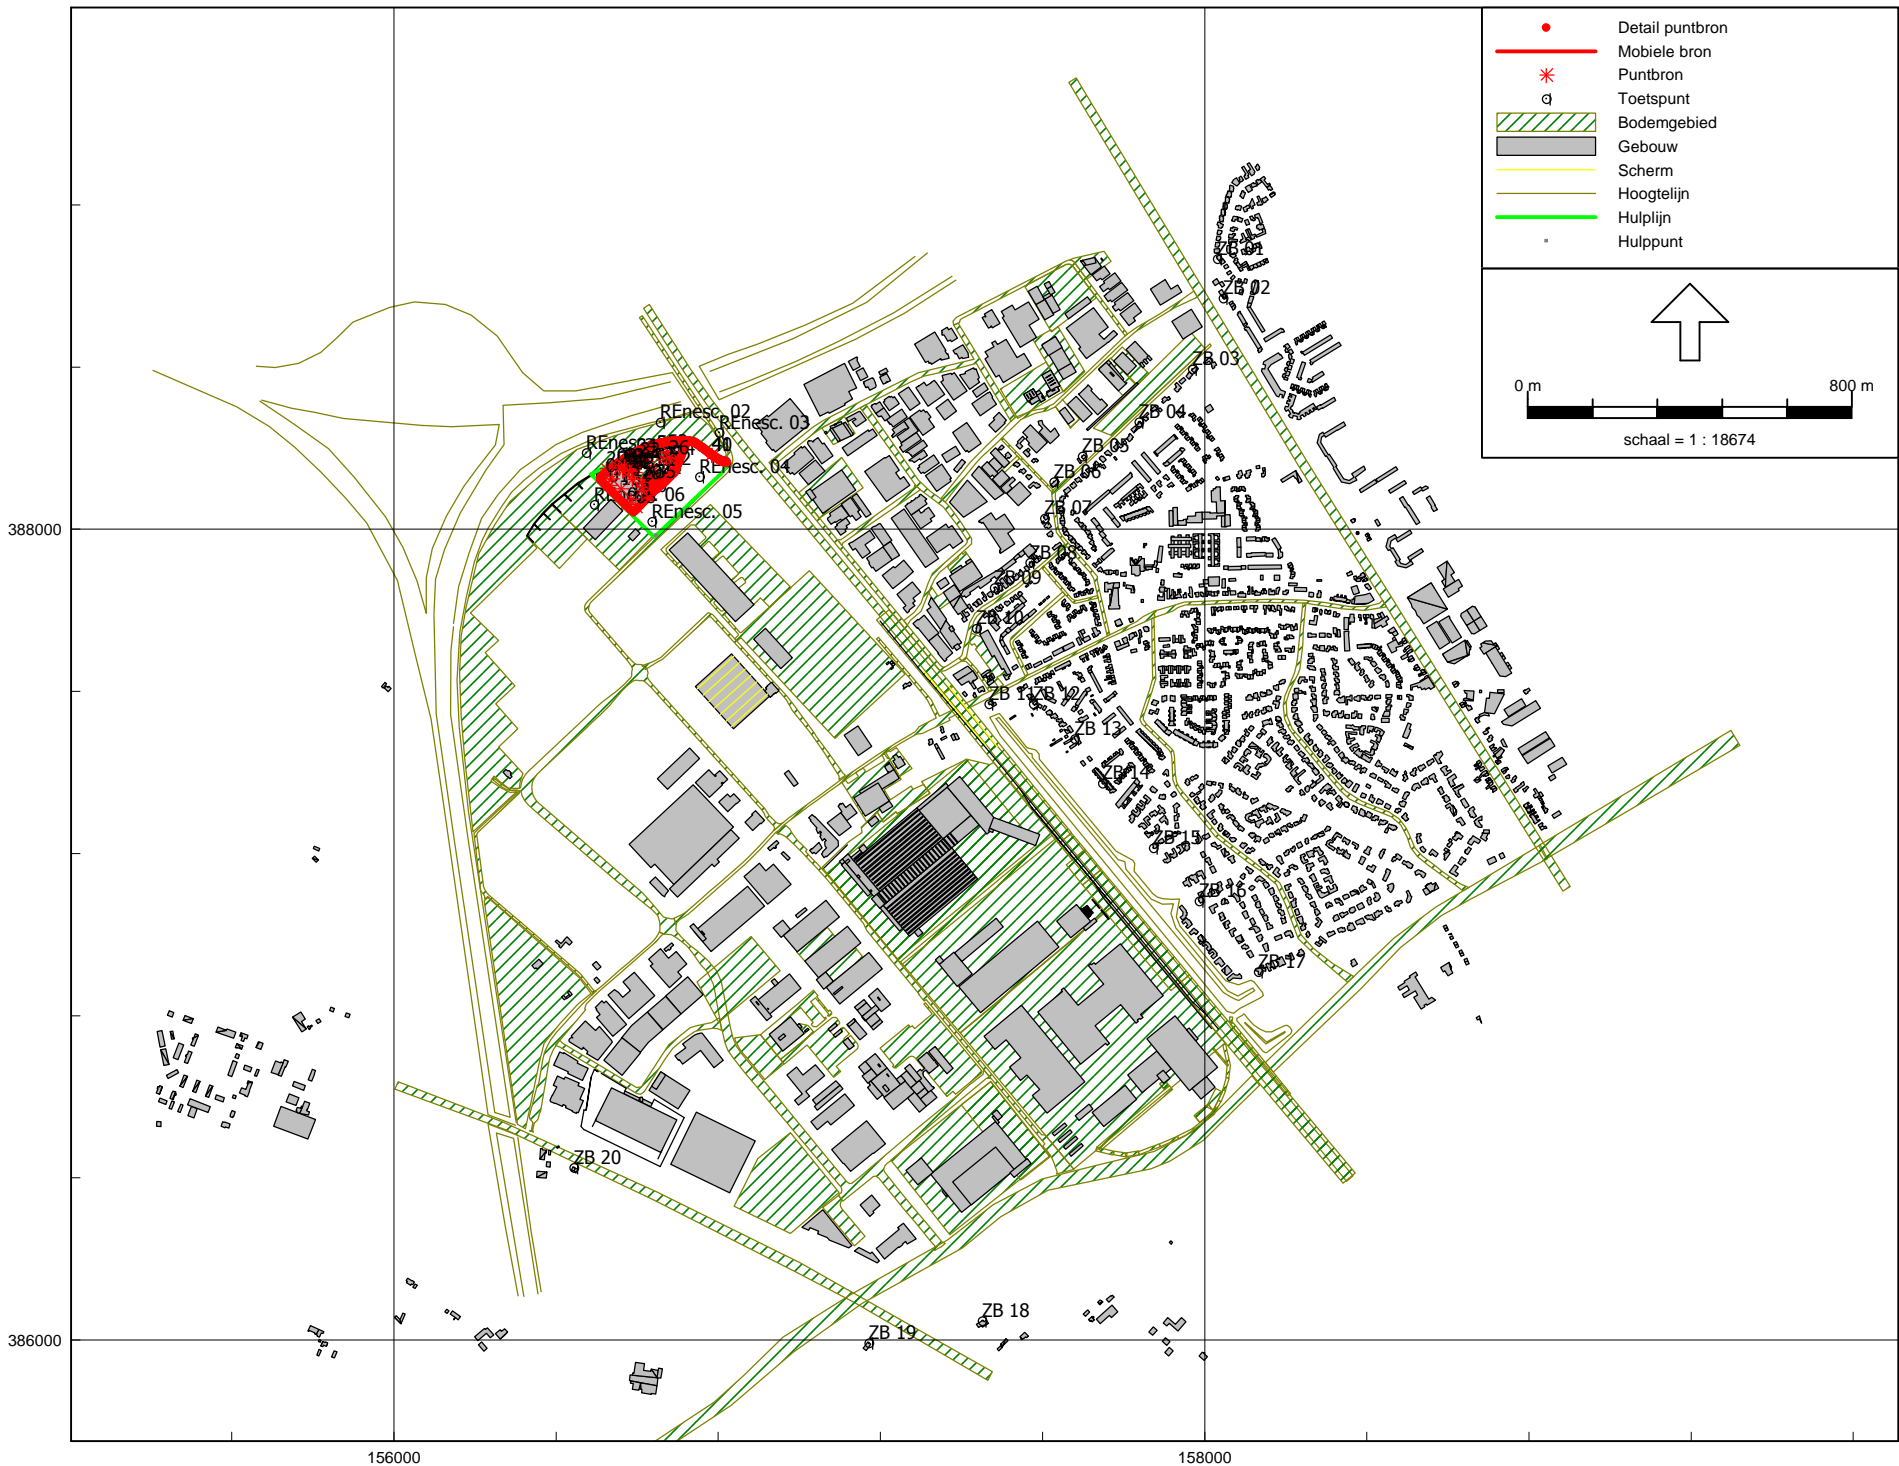 Detail puntbron
Mobiele bron
Puntbron
Toetspunt
Bodemgebied
Gebouw
Scherm
Hoogtelijn
Hulplijn
Hulppunt
0 m
800 m
schaal = 1 : 18674
ZB 01
ZB 02
ZB 03
ZB 04
ZB 05
ZB 06
ZB 07
ZB 08
ZB 09
ZB 10
ZB 11
ZB 12
ZB 13
ZB 14
ZB 15
ZB 16
ZB 17
ZB 18
ZB 19
ZB 20
REnesc. 02
REnesc. 03
REnesc. 04
REnesc. 05
388000
386000
156000
158000